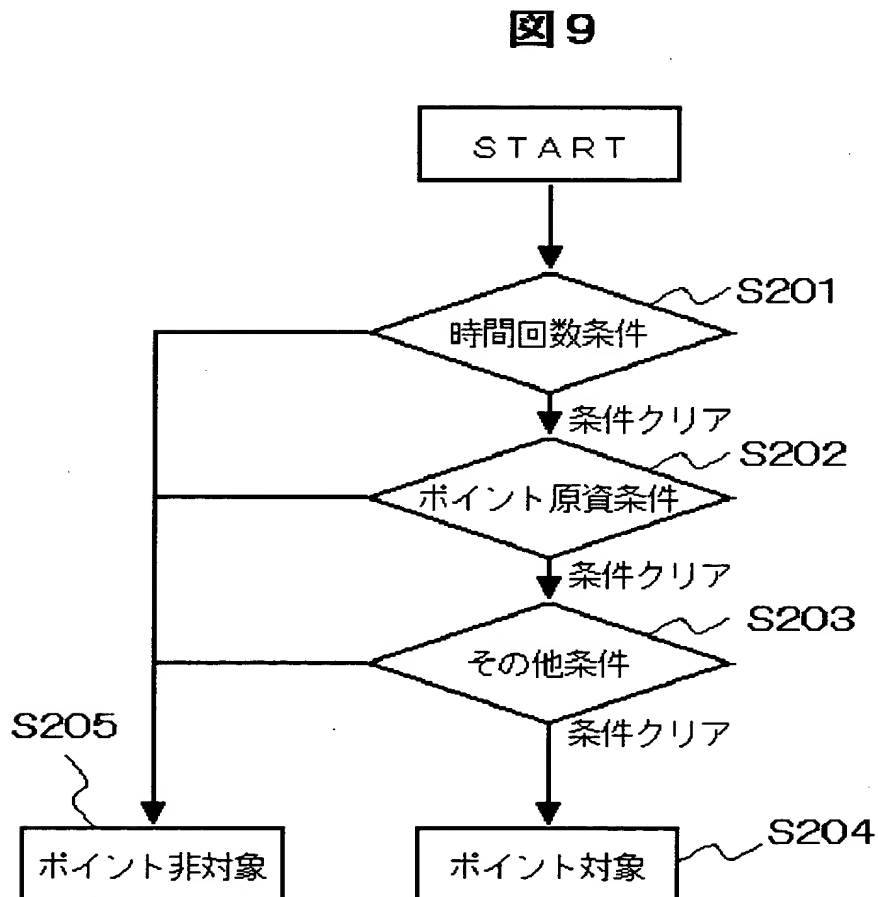 図9
START
S201
時間回数条件
条件クリア
S202
ポイント原資条件
条件クリア
S203
その他条件
条件クリア
S205
S204
ポイント非対象
ポイント対象